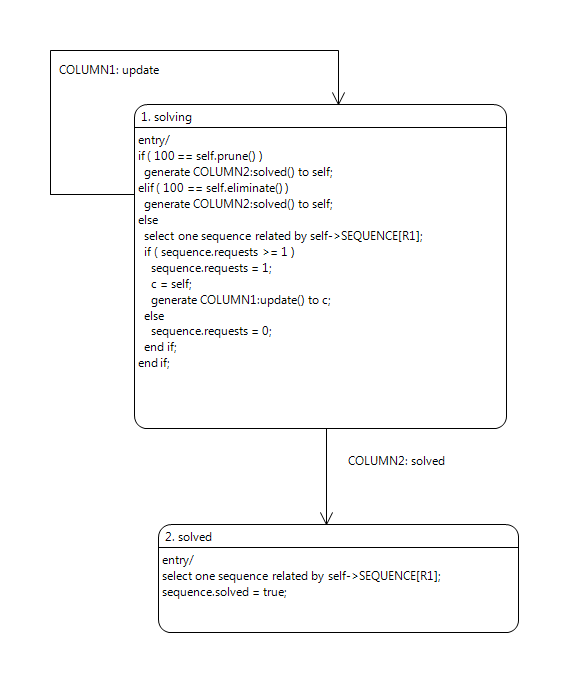 COLUMN1: update
1. solving
entry/
if ( 100 == self.prune() )
generate COLUMN2:solved() to self;
elif ( 100 == self.eliminate() )
generate COLUMN2:solved() to self;
else
select one sequence related by self->SEQUENCE[R1];
if ( sequence.requests >= 1 )
sequence.requests = 1;
c = self;
generate COLUMN1:update() to c;
else
sequence.requests = 0;
end if;
end if;
COLUMN2: solved
2. solved
entry/
select one sequence related by self->SEQUENCE[R1];
sequence.solved = true;